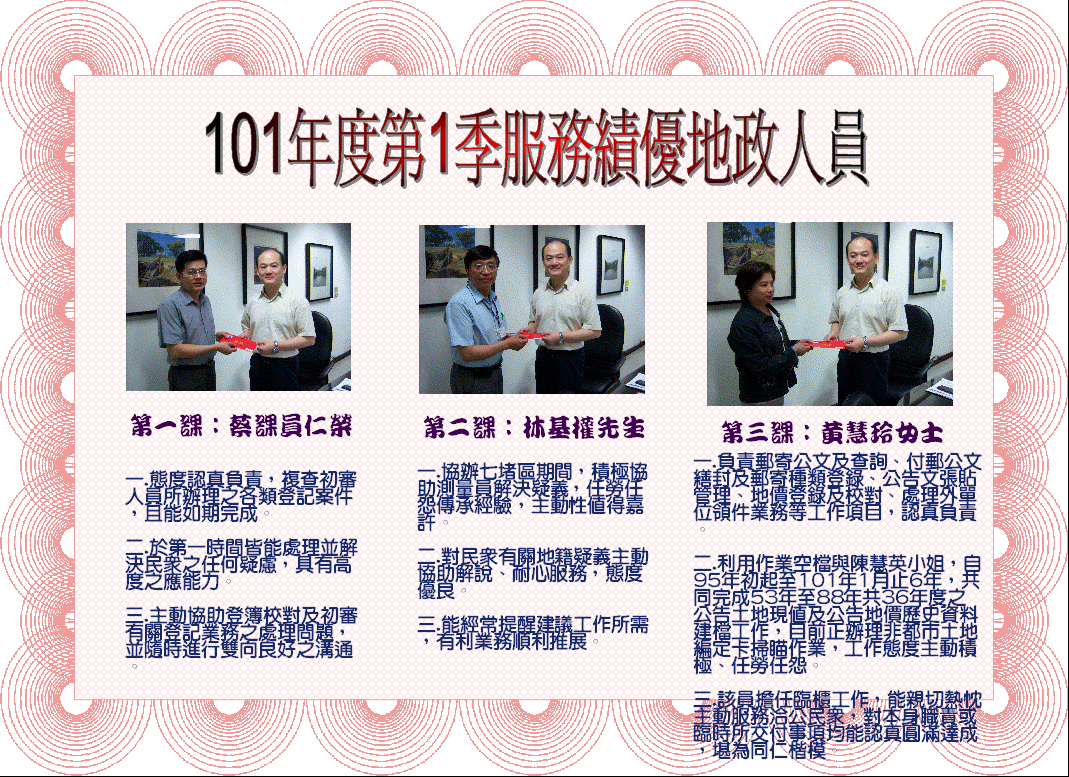 101年度第1季服務績優地政人員
第一課：蔡課員仁榮
一.態度認真負責，複查初審
人員所辦理之各類登記案件
，且能如期完成。
二.於第一時間皆能處理並解
決民衆之任何疑慮，具有高
度之應能力。
三.主動協助登簿校對及初審
有關登記業務之處理問題，
並隨時進行雙向良好之溝通
。
第二課：林基權先生
一.協辦七堵區期間，積極協
助測量員解決疑義，任勞任
怨傳承經驗，主動性值得嘉
許。
二.對民衆有關地籍疑義主動
協助解說、耐心服務，態度
優良。
三.能經常提醒建議工作所需
，有利業務順利推展。
第三課：黃慧玲女士
一.負責郵寄公文及查詢、付郵公文
繕封及郵寄種類登錄、公告文張貼
管理、地價登錄及校對、處理外單
位領件業務等工作項目，認真負責
。
二.利用作業空檔與陳慧英小姐，自
95年初起至101年1月止6年，共
同完成53年至88年共36年度之
公告土地現值及公告地價歷史資料
建檔工作，目前正辦理非都市土地
編定卡掃瞄作業，工作態度主動積
極、任勞任怨。
三.該員擔任臨櫃工作，能親切熱忱
主動服務洽公民衆，對本身職責或
臨時所交付事項均能認真圓滿達成
，堪為同仁楷模。